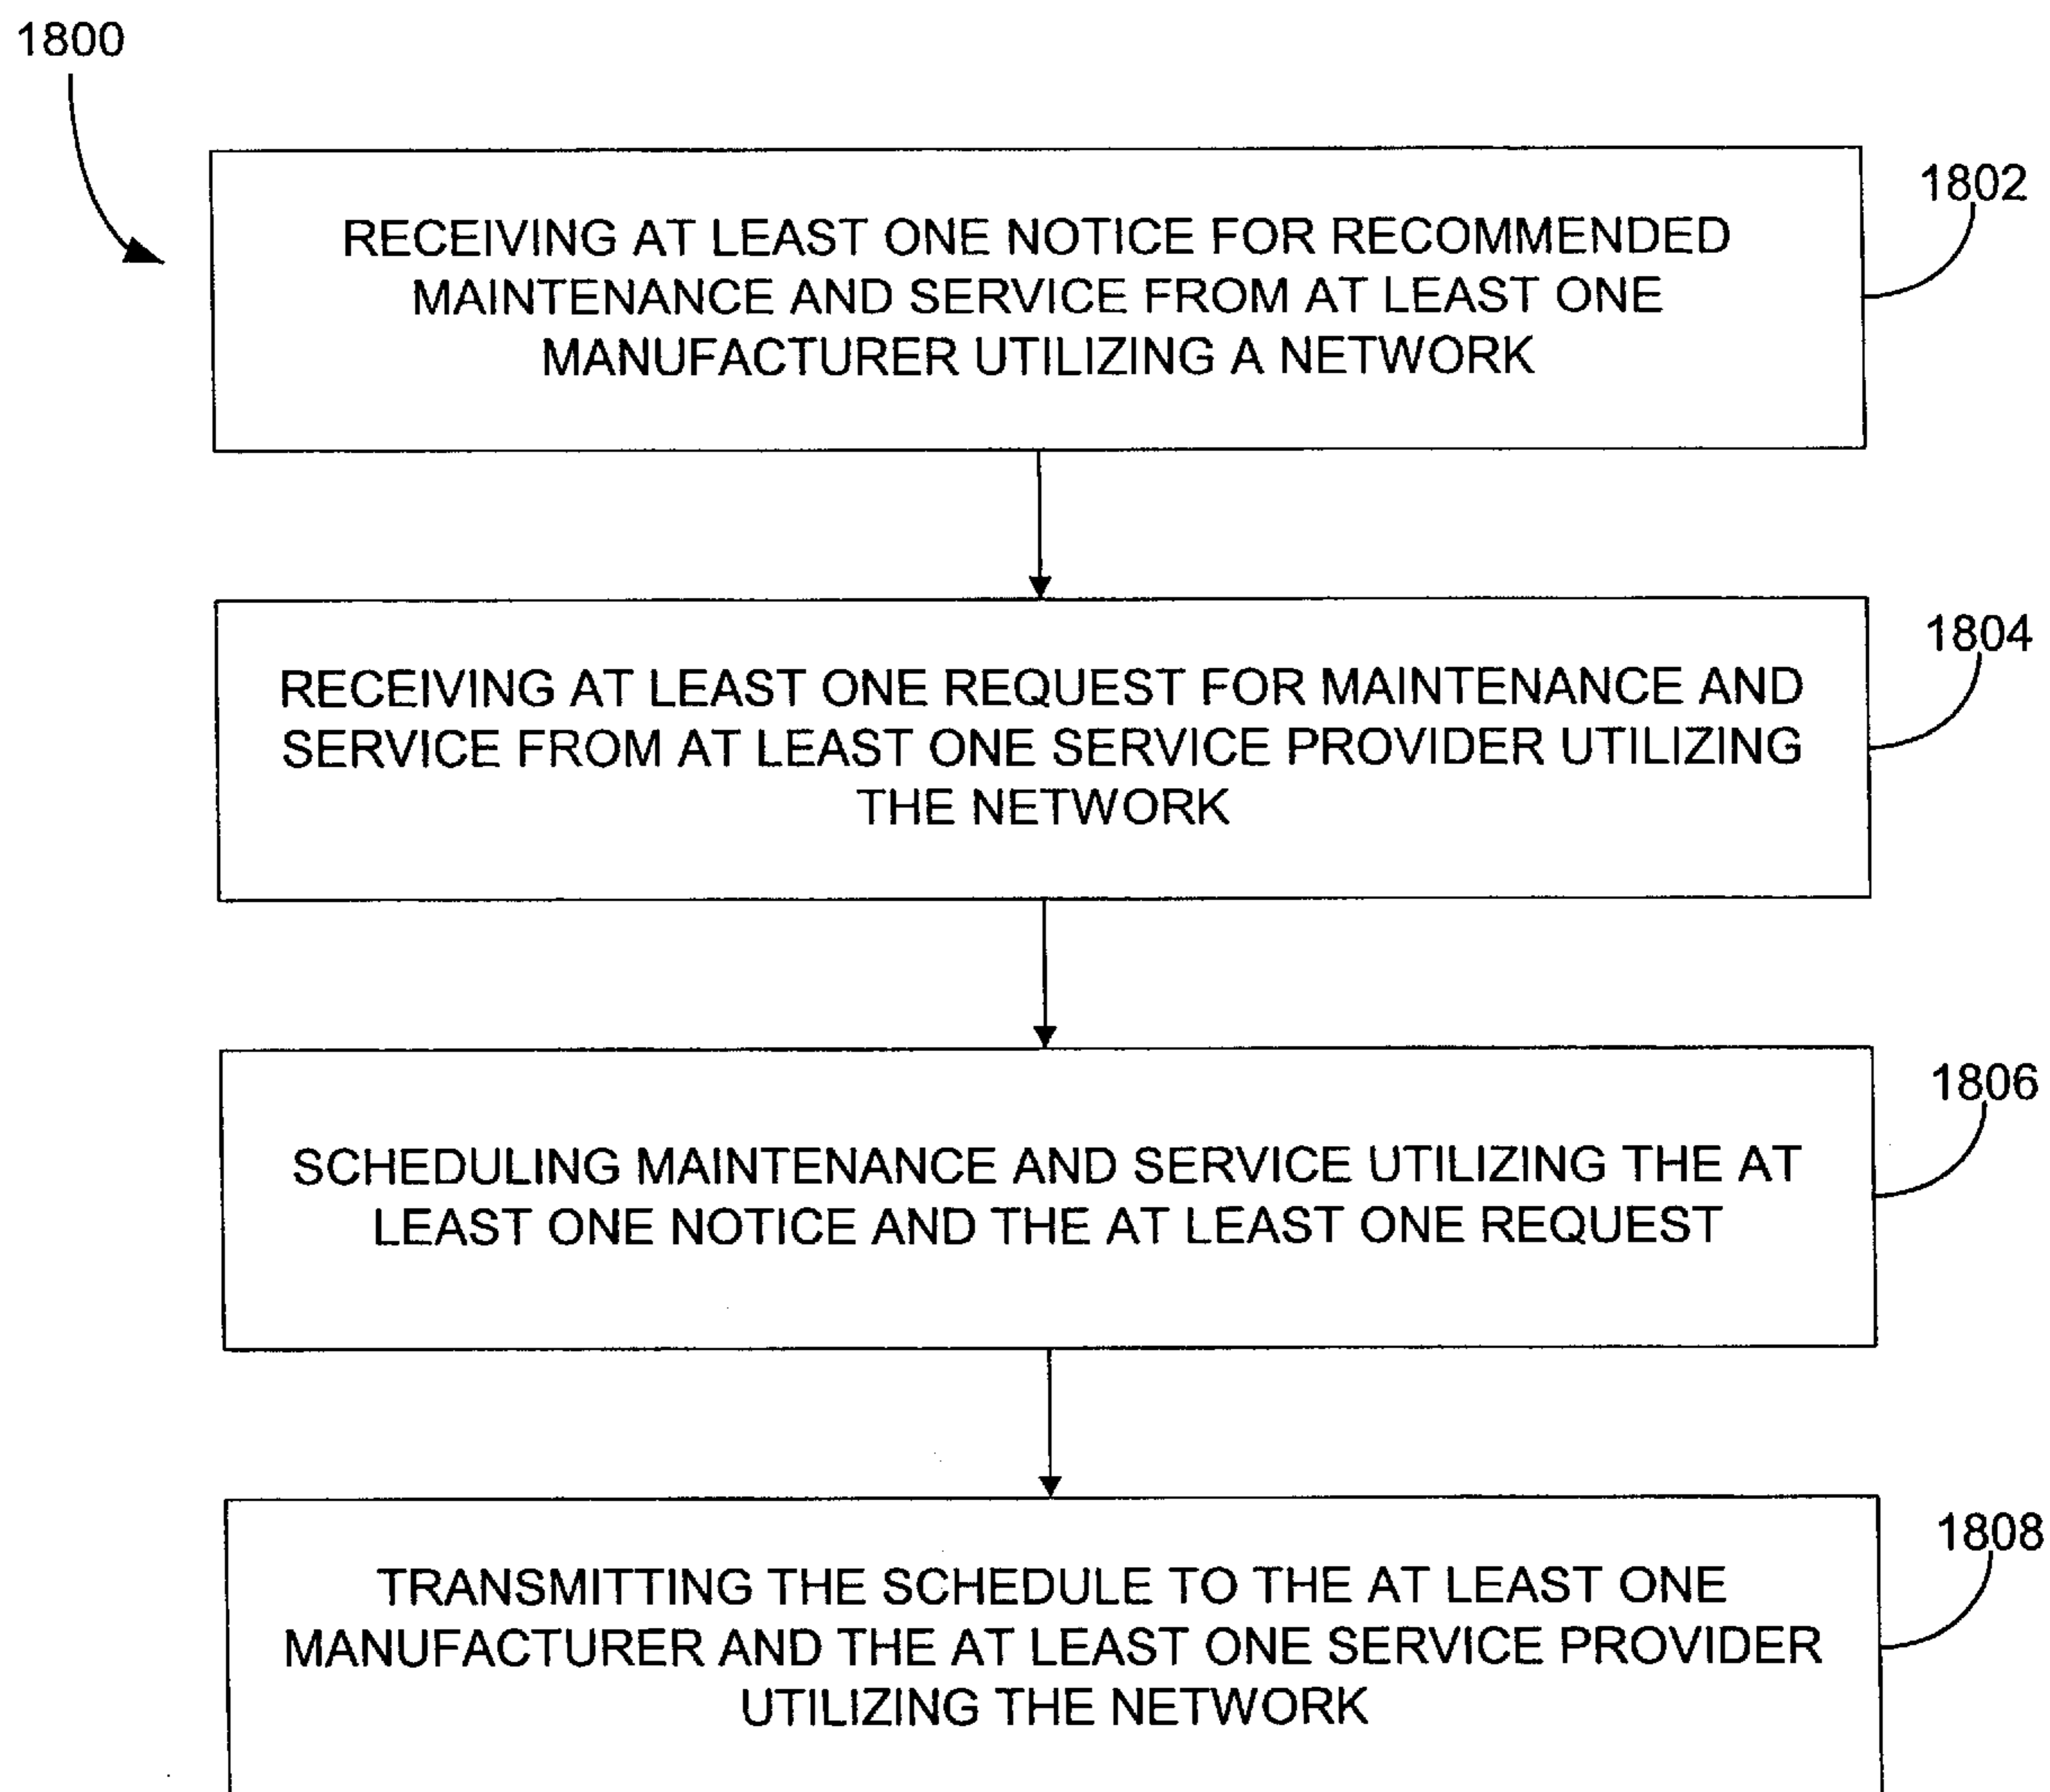 1800
1802
RECEIVING AT LEAST ONE NOTICE FOR RECOMMENDED
MAINTENANCE AND SERVICE FROM AT LEAST ONE
MANUFACTURER UTILIZING A NETWORK
1804
RECEIVING AT LEAST ONE REQUEST FOR MAINTENANCE AND
SERVICE FROM AT LEAST ONE SERVICE PROVIDER UTILIZING
THE NETWORK
1806
SCHEDULING MAINTENANCE AND SERVICE UTILIZING THE AT
LEAST ONE NOTICE AND THE AT LEAST ONE REQUEST
1808
TRANSMITTING THE SCHEDULE TO THE AT LEAST ONE
MANUFACTURER AND THE AT LEAST ONE SERVICE PROVIDER
UTILIZING THE NETWORK